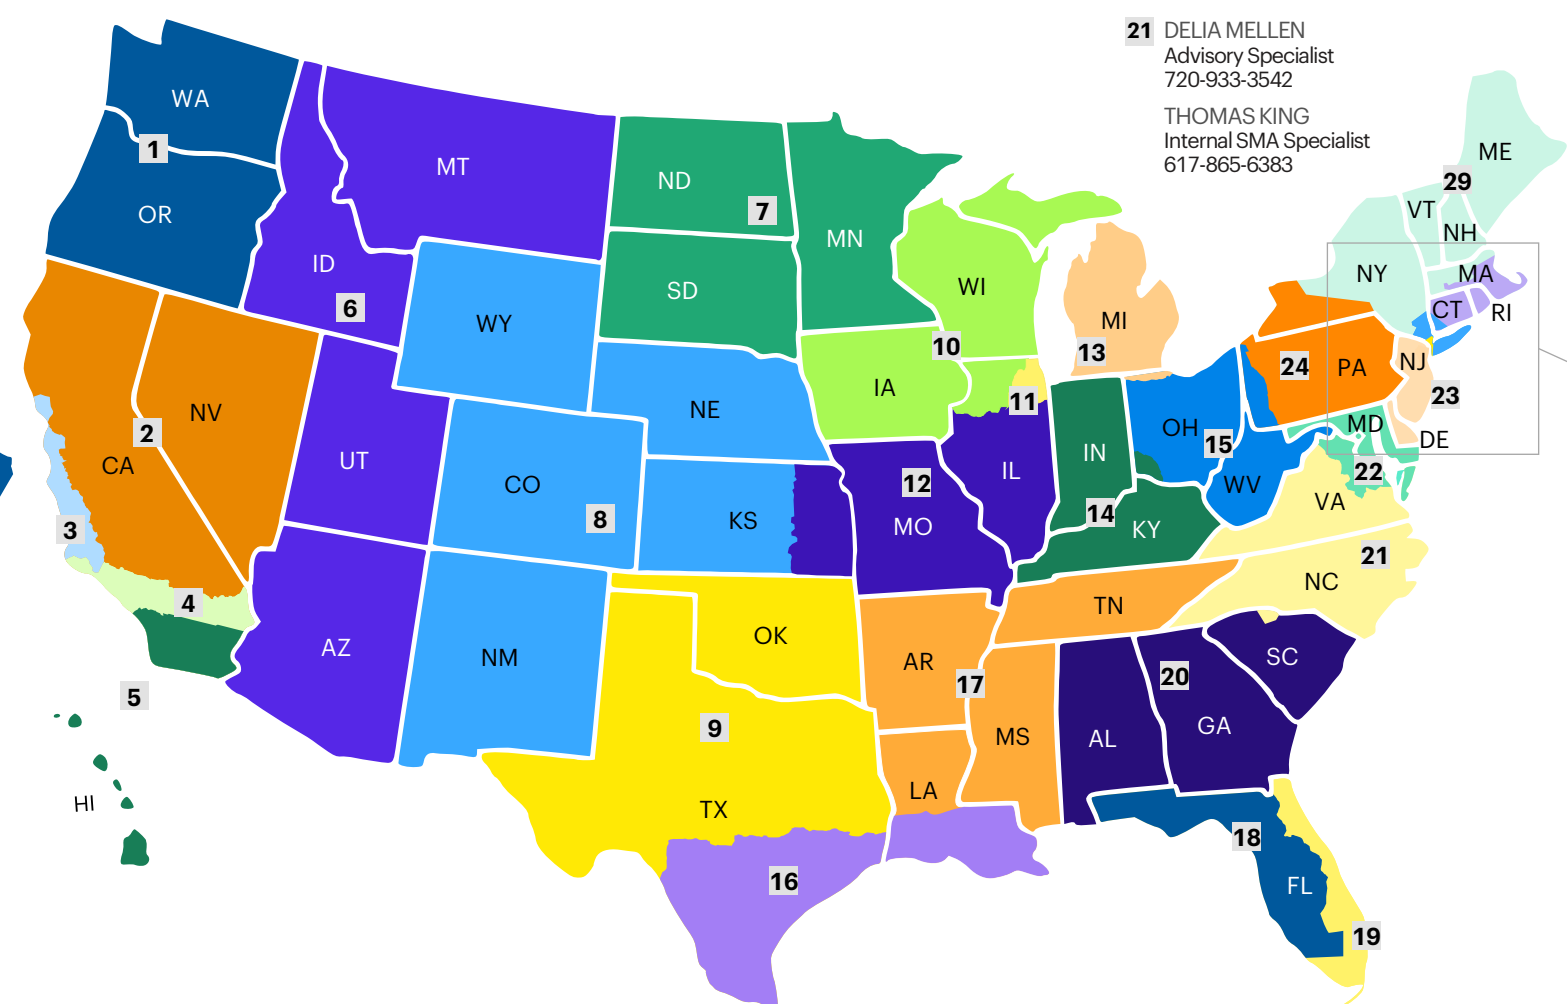 21 DELIA MELLEN
Advisory Specialist
720-933-3542
THOMAS KING
Internal SMA Specialist
617-865-6383
WA
1
OR
MT
ID
6
ND
7
MN
SD
WI
10
MI
13
ME
29
VT
NH
NY
MA
CT
RI
WY
NE
IA
11
24
PA
NJ
23
MD
DE
22
NV
2
CA
3
4
5
HI
UT
CO
8
KS
12
MO
IL
IN
14
KY
OH
15
WV
VA
21
NC
AZ
NM
OK
9
TX
16
AR
17
TN
MS
LA
AL
20
GA
SC
18
FL
19